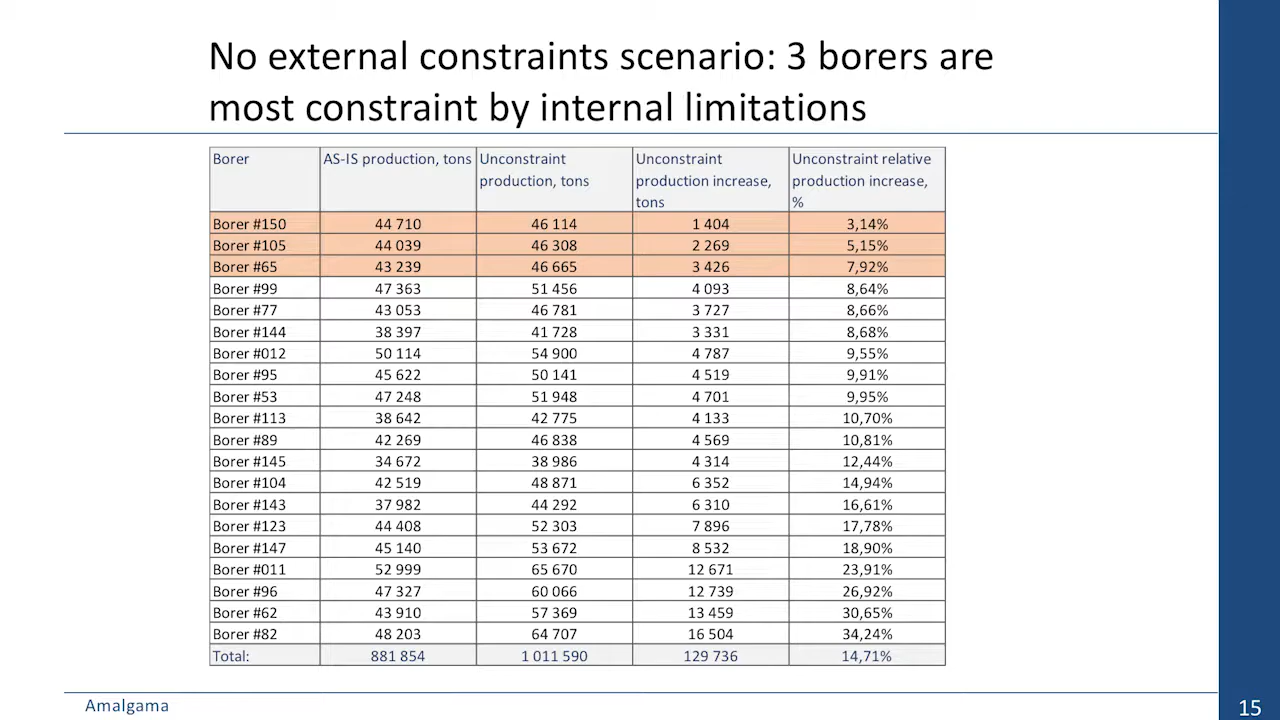 No external constraints scenario: 3 borers are
most constraint by internal limitations
Borer AS-IS production, tons Unconstraint production, tons Unconstraint production increase, tons Unconstraint relative production increase, %
Borer #150 44 710 46 114 1 404 3,14%
Borer #105 44 039 46 308 2 269 5,15%
Borer #65 43 239 46 665 3 426 7,92%
Borer #99 47 363 51 456 4 093 8,64%
Borer #77 43 053 46 781 3 727 8,66%
Borer #144 38 397 41 728 3 331 8,68%
Borer #012 50 114 54 900 4 787 9,55%
Borer #95 45 622 50 141 4 519 9,91%
Borer #53 47 248 51 948 4 701 9,95%
Borer #113 38 642 42 775 4 133 10,70%
Borer #89 42 269 46 838 4 569 10,81%
Borer #145 34 672 38 986 4 314 12,44%
Borer #104 42 519 48 871 6 352 14,94%
Borer #143 37 982 44 292 6 310 16,61%
Borer #123 44 408 52 303 7 896 17,78%
Borer #147 45 140 53 672 8 532 18,90%
Borer #011 52 999 65 670 12 671 23,91%
Borer #96 47 327 60 066 12 739 26,92%
Borer #62 43 910 57 369 13 459 30,65%
Borer #82 48 203 64 707 16 504 34,24%
Total: 881 854 1 011 590 129 736 14,71%
Amalgama
15